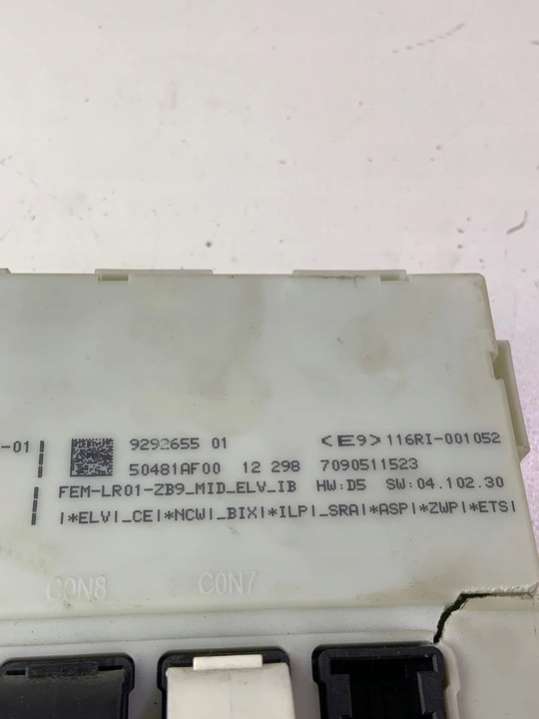 -01
9292655 01 <E9> 116RI-001052
50481AF00 12 298 7090511523
FEM-LR01-ZB9_MID_ELV_IB HW:D5 SW:04.102.30
|*ELV|_CE|*NCW|_BIX|*ILP|_SRA|*ASP|*ZWP|*ETS|
CON8 CON7